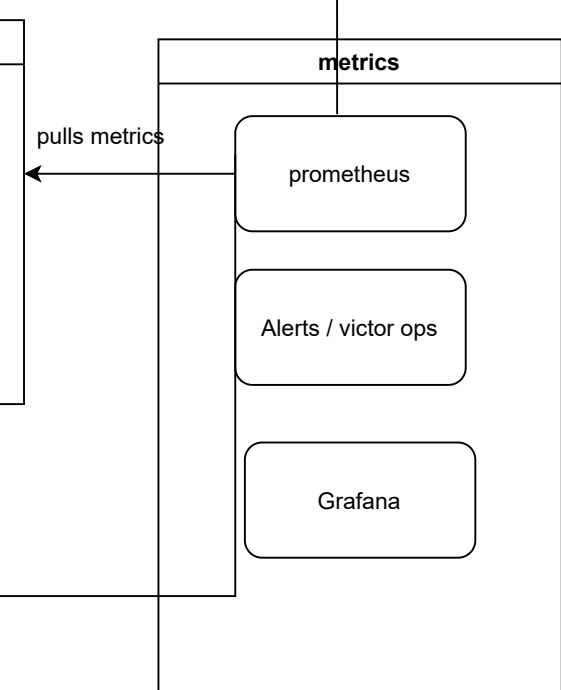 metrics
pulls metrics
prometheus
Alerts / victor ops
Grafana